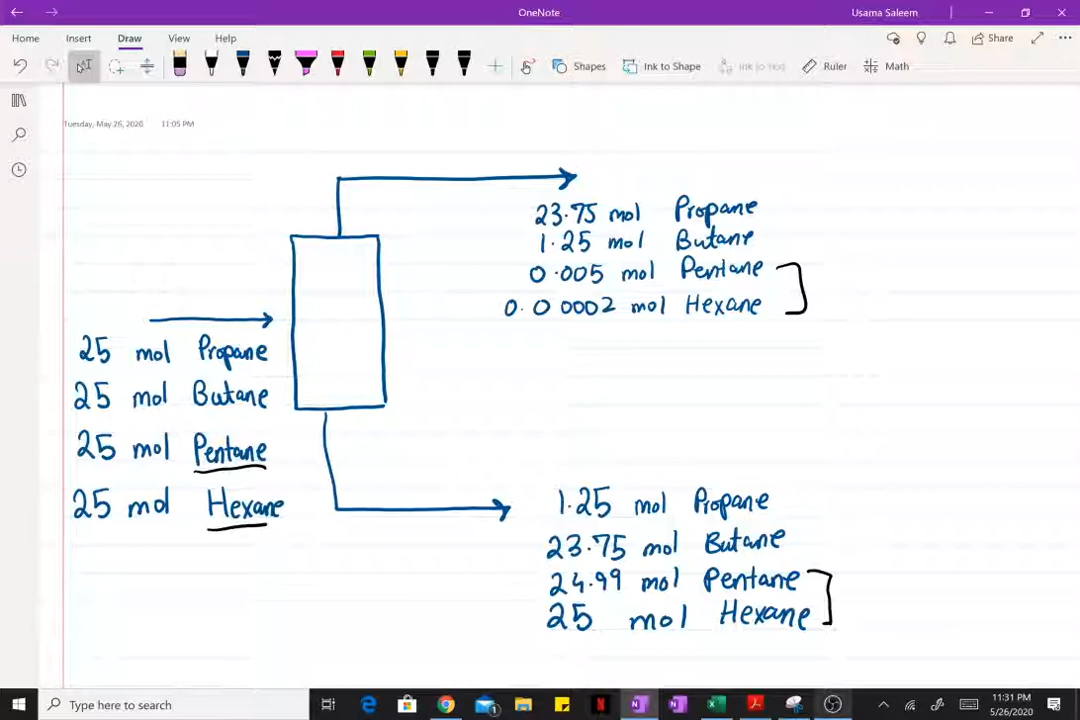 OneNote
Usama Saleem
Home Insert Draw View Help
Share
Shapes
Ink to Shape
Ink to Text
Ruler
Math
Tuesday, May 26, 2020 11:05 PM
23.75 mol Propane
1.25 mol Butane
0.005 mol Pentane
0.00002 mol Hexane
25 mol Propane
25 mol Butane
25 mol Pentane
25 mol Hexane
1.25 mol Propane
23.75 mol Butane
24.99 mol Pentane
25 mol Hexane
Type here to search
11:31 PM
5/26/2020